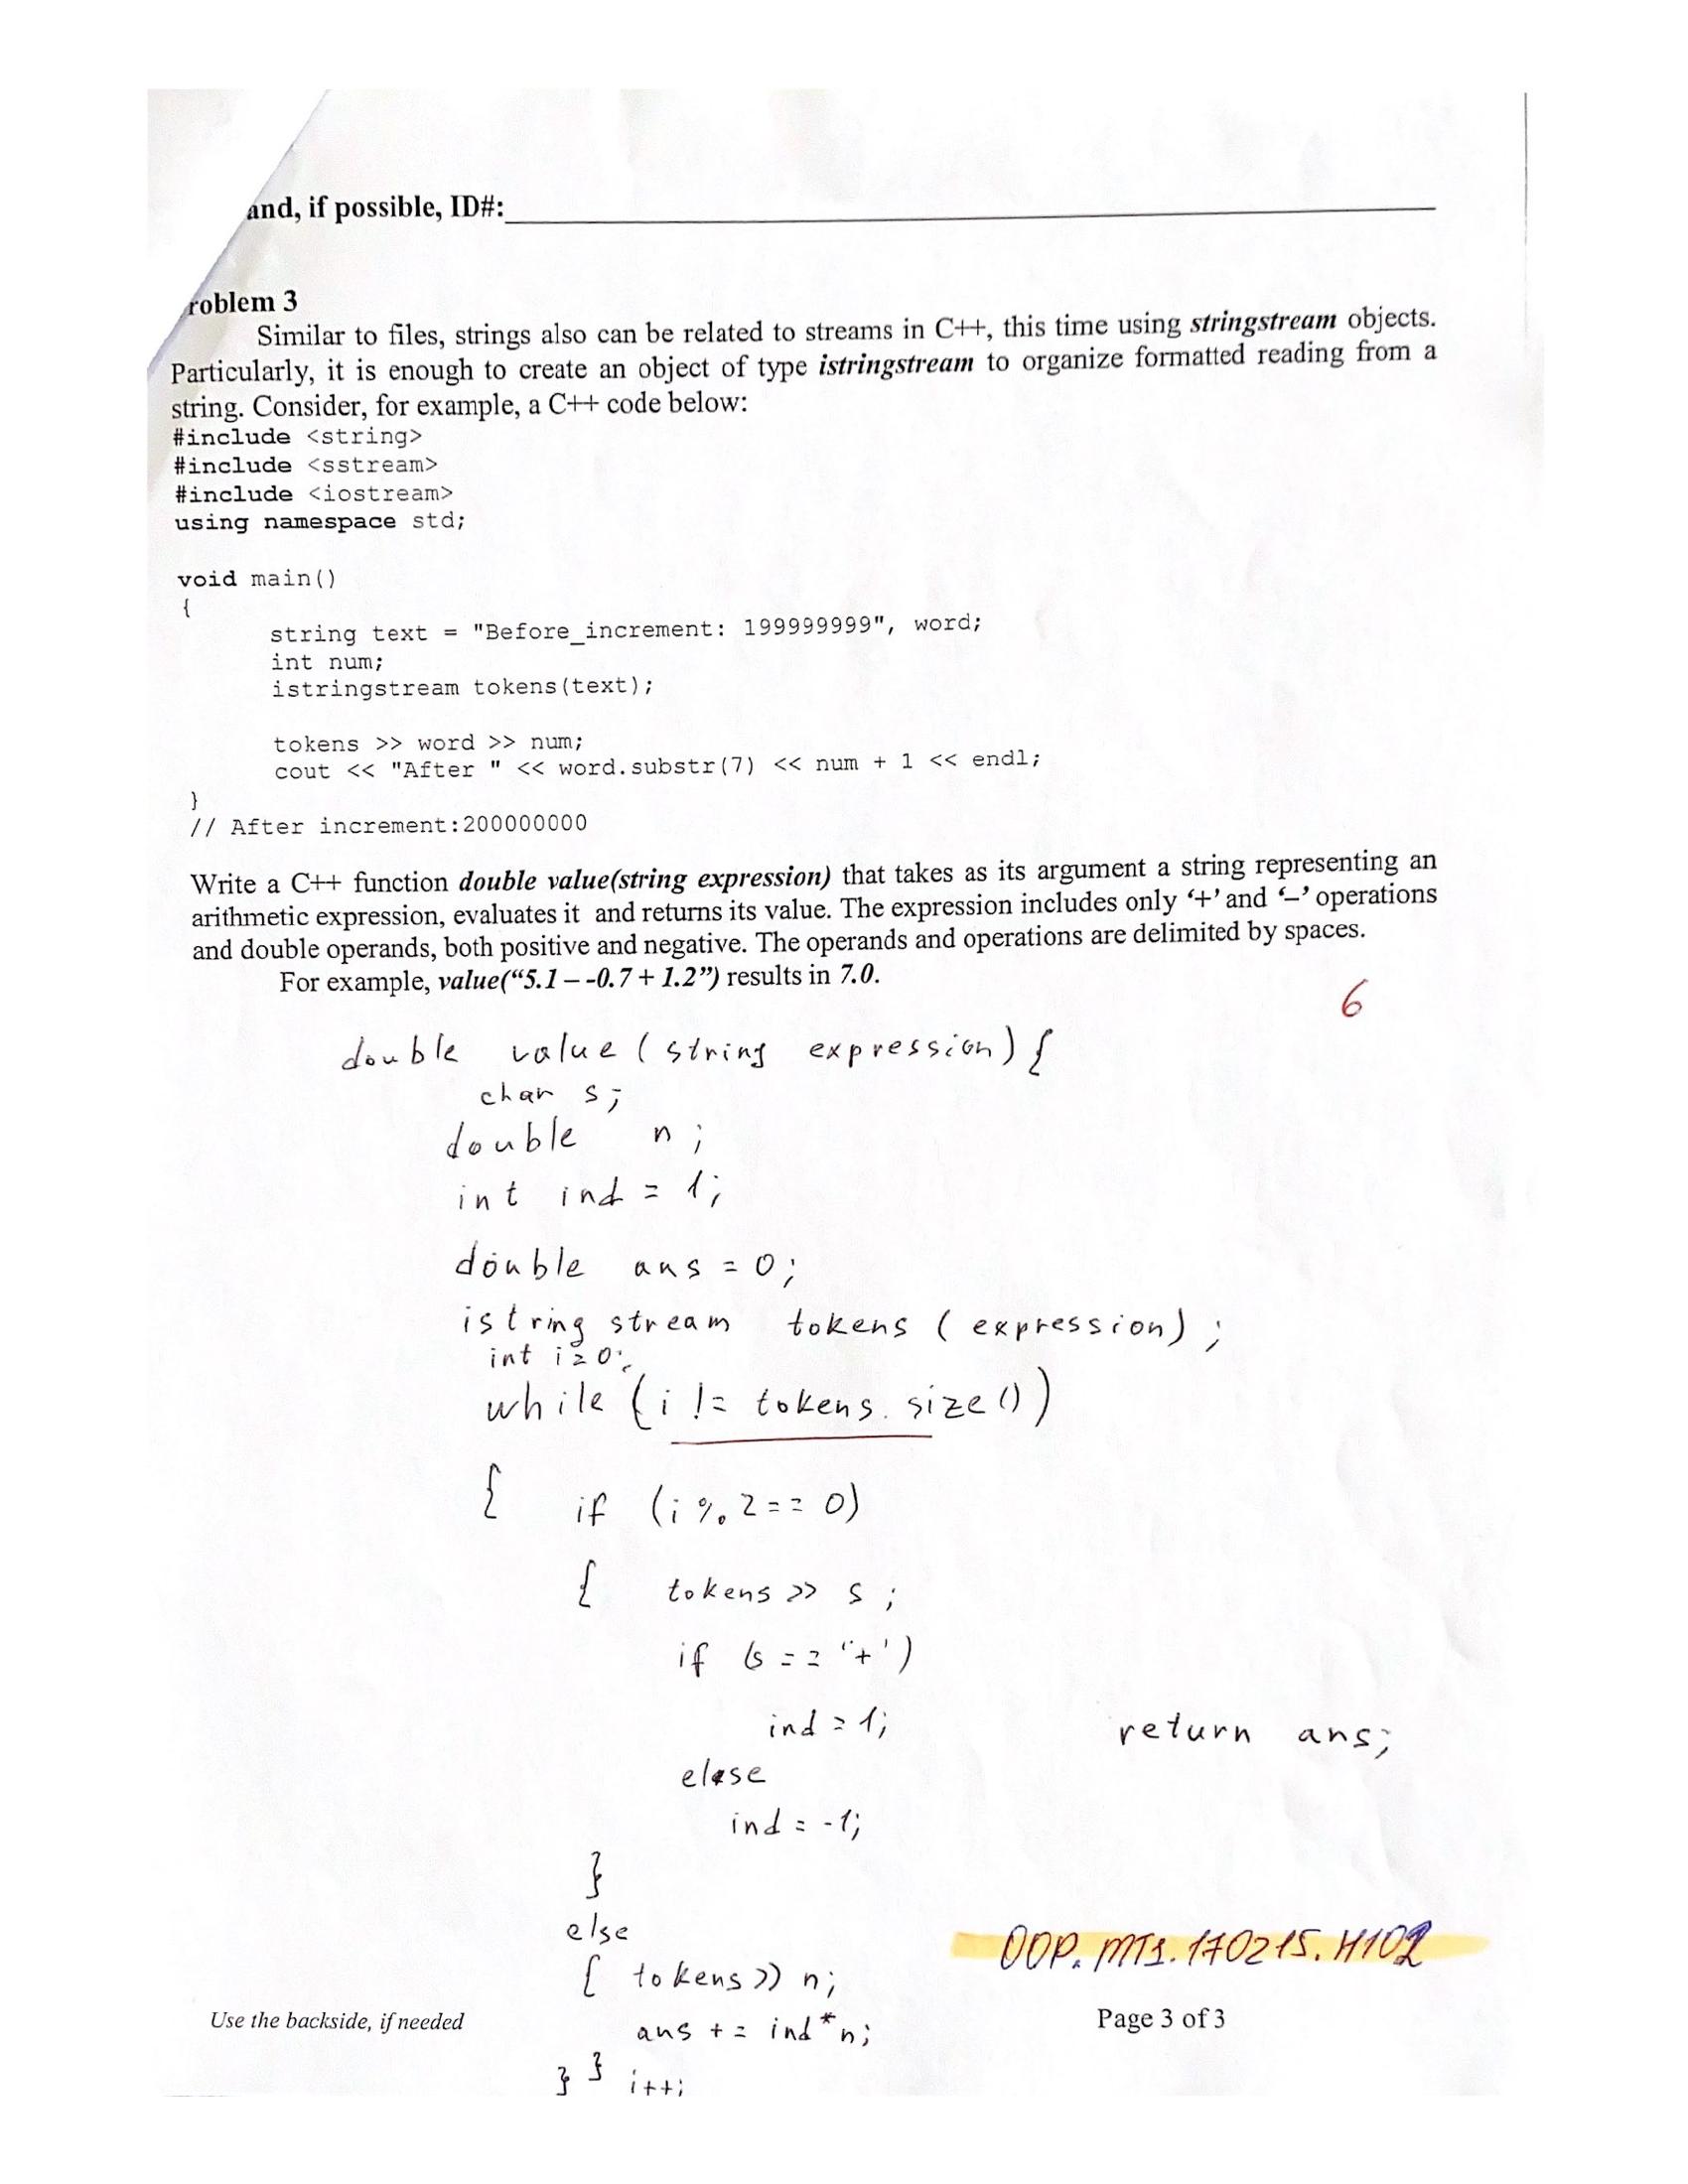 and, if possible, ID#:
roblem 3
Similar to files, strings also can be related to streams in C++, this time using stringstream objects.
Particularly, it is enough to create an object of type istringstream to organize formatted reading from a
string. Consider, for example, a C++ code below:
#include <string>
#include <sstream>
#include <iostream>
using namespace std;
void main()
{
string text = "Before_increment: 199999999", word;
int num;
istringstream tokens(text);
tokens >> word >> num;
cout << "After " << word.substr(7) << num + 1 << endl;
}
// After increment:200000000
Write a C++ function double value(string expression) that takes as its argument a string representing an
arithmetic expression, evaluates it and returns its value. The expression includes only ‘+’ and ‘–’ operations
and double operands, both positive and negative. The operands and operations are delimited by spaces.
For example, value(“5.1 – -0.7 + 1.2”) results in 7.0.
6
double value (string expression) {
char s;
double n;
int ind = 1;
double ans = 0;
istring stream tokens (expression);
int i = 0;
while (i != tokens.size())
{ if (i % 2 == 0)
{ tokens >> s;
if (s == '+')
ind = 1;
return ans;
else
ind = -1;
}
else
{ tokens >> n;
OOP.MT1.170215.H102
Use the backside, if needed
Page 3 of 3
ans += ind * n;
} } i++;